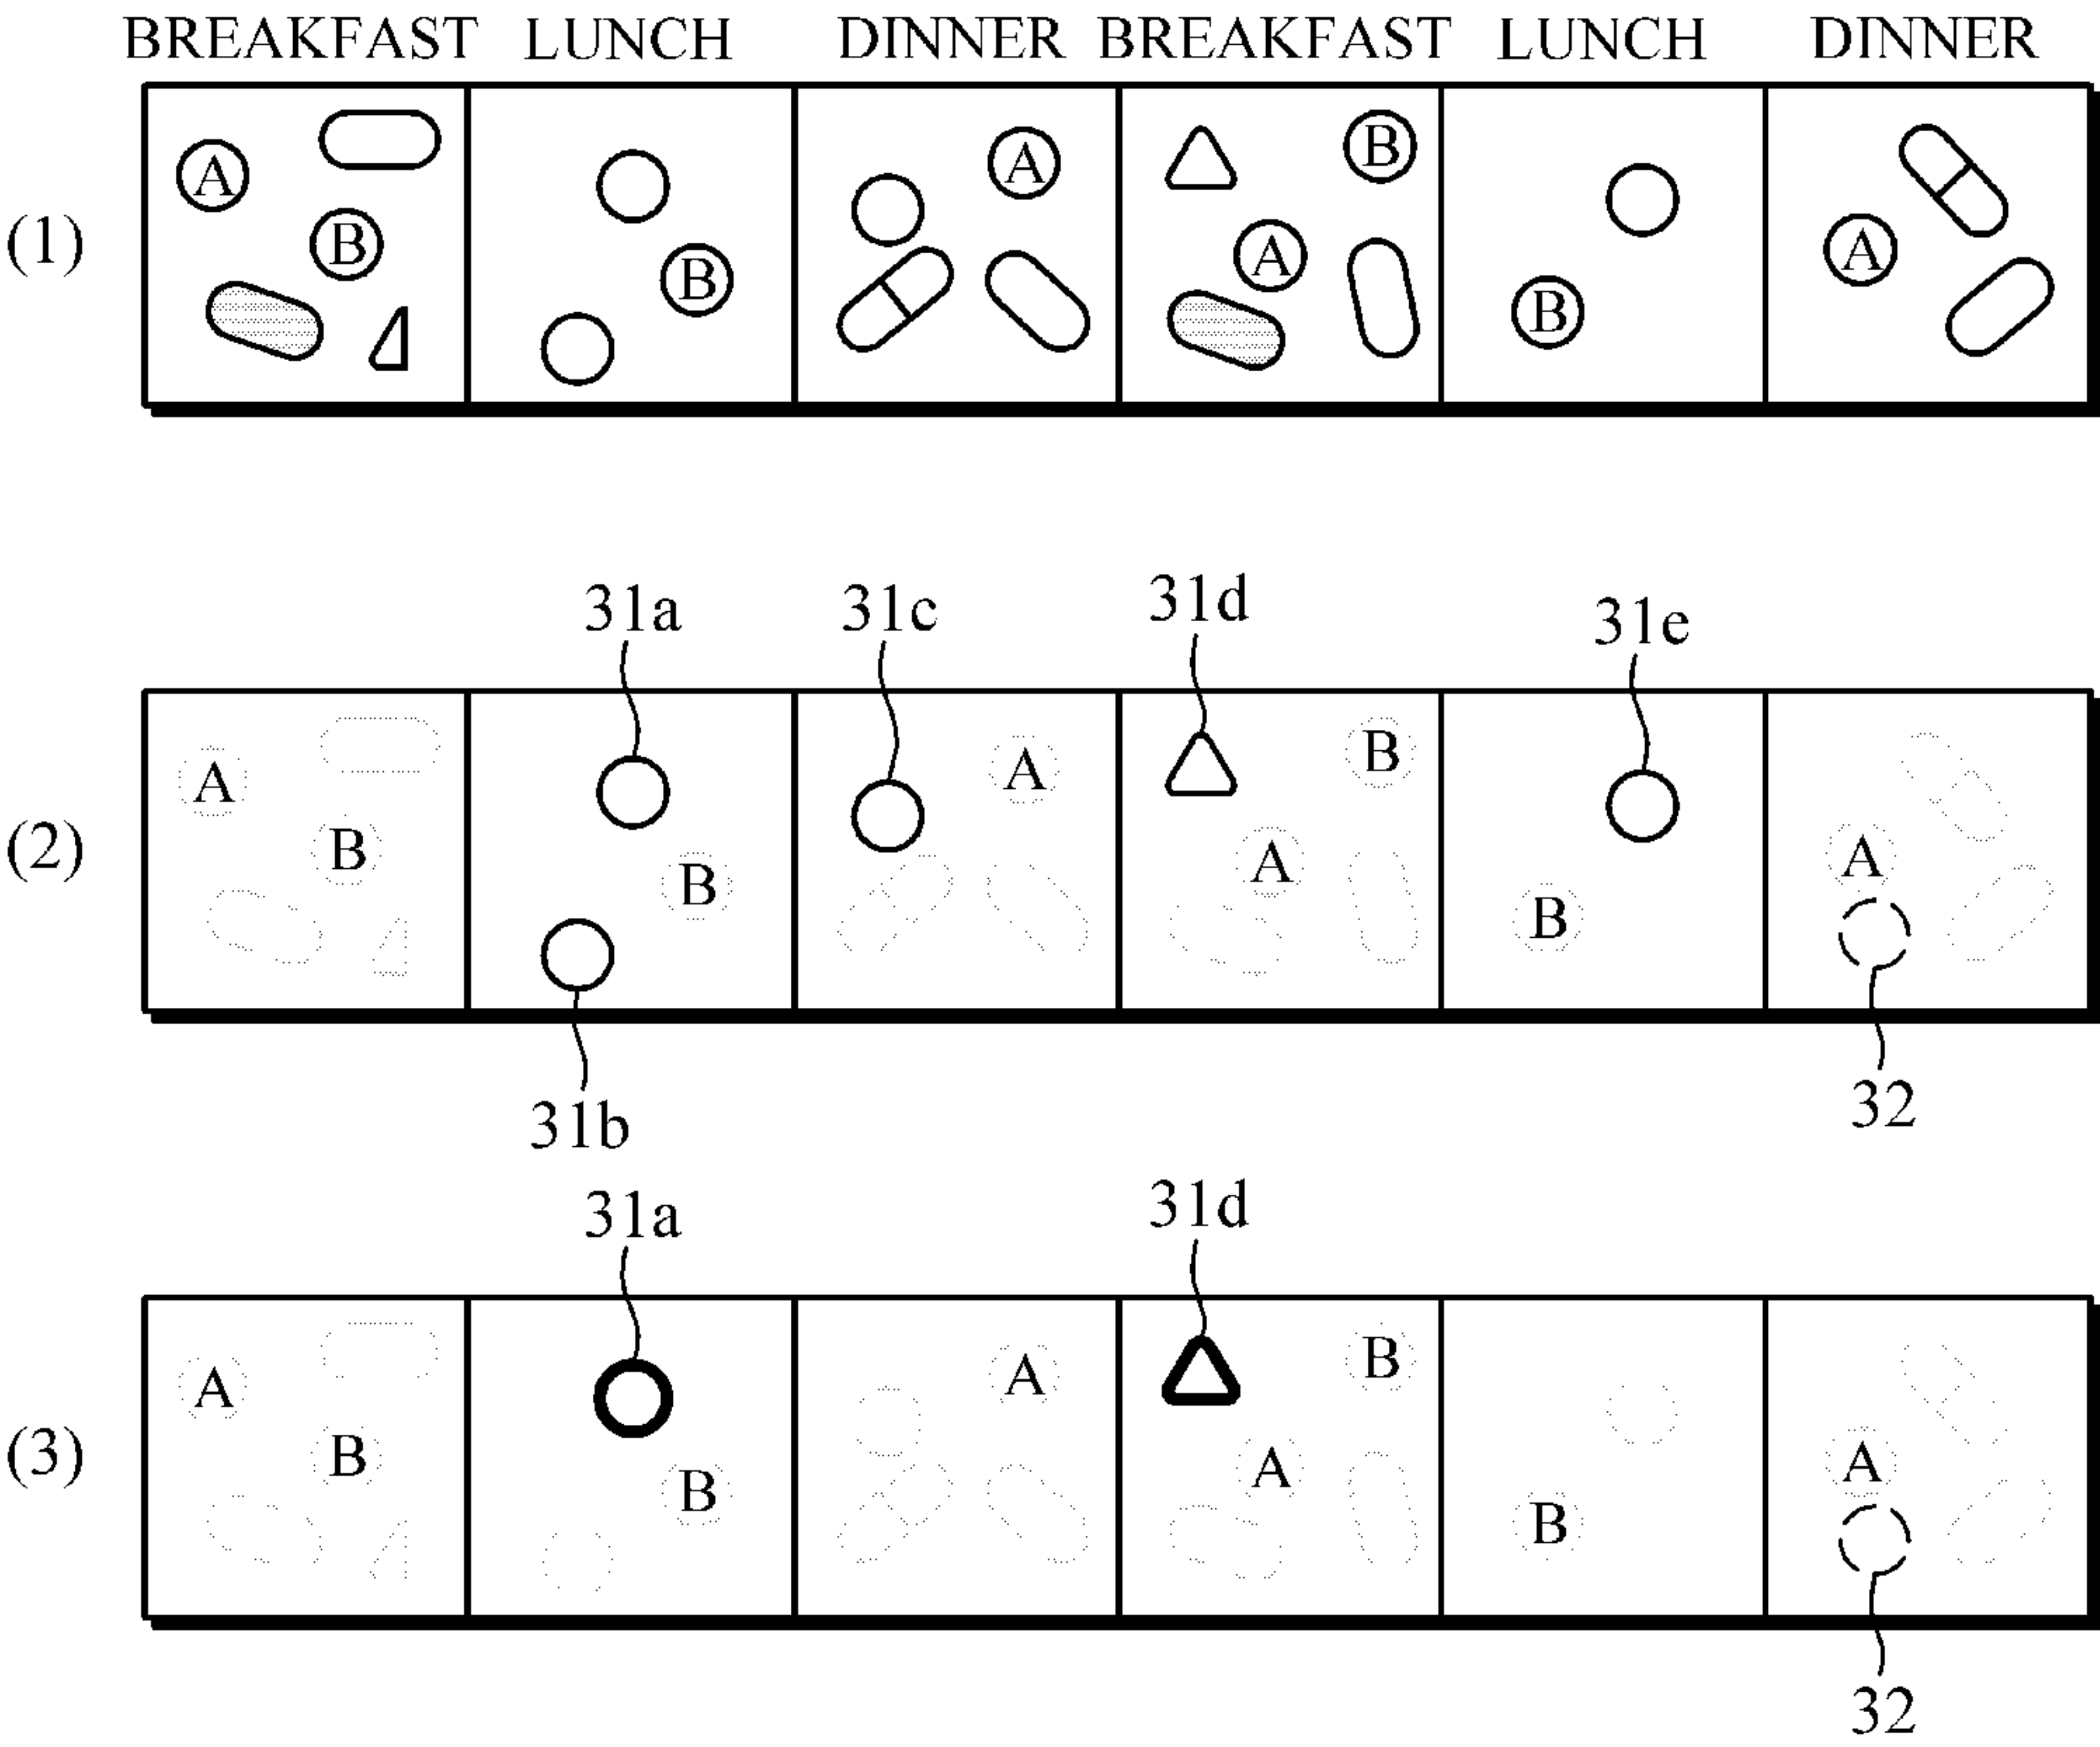 BREAKFAST LUNCH DINNER BREAKFAST LUNCH DINNER
(1)
A B B A A B B A
31a 31c 31d 31e
(2)
A B B A B A B A
31b 32
31a 31d
(3)
A B B A B A B A
32